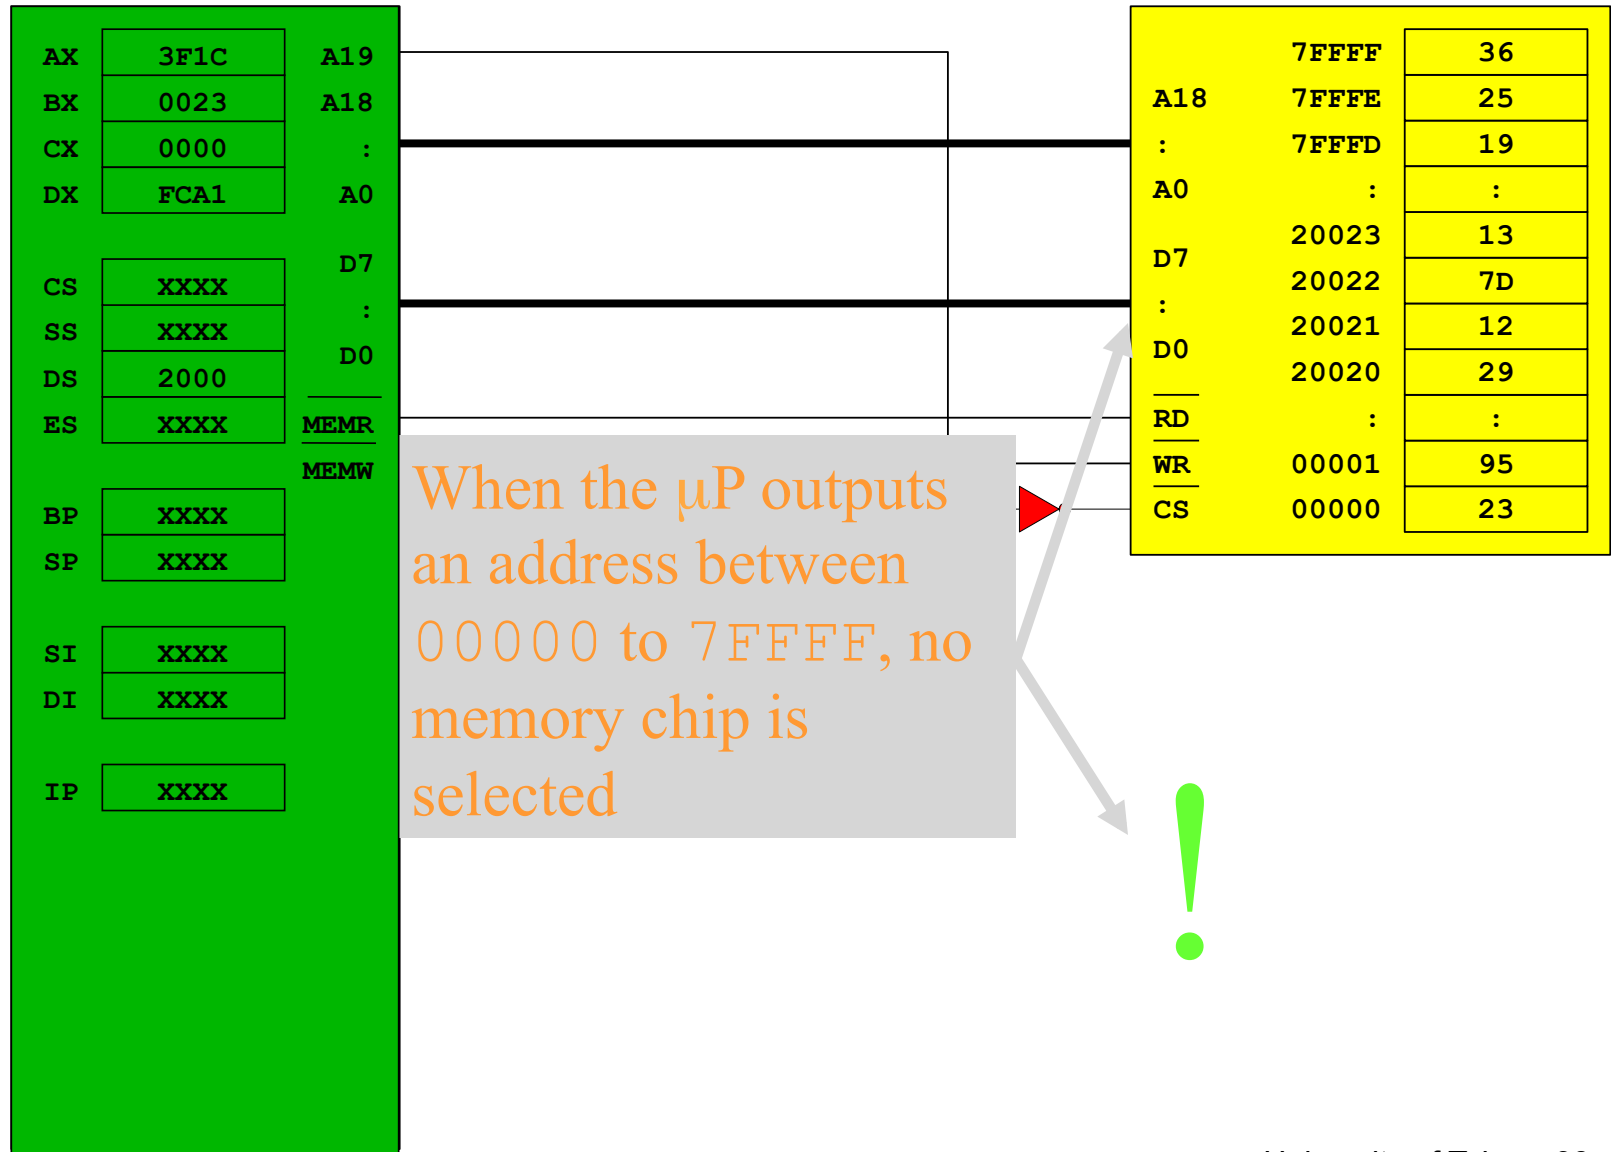 AX 3F1C A19
BX 0023 A18
CX 0000 :
DX FCA1 A0
D7
CS XXXX
:
SS XXXX
D0
DS 2000
ES XXXX MEMR
MEMW
BP XXXX
SP XXXX
SI XXXX
DI XXXX
IP XXXX
When the µP outputs
an address between
00000 to 7FFFF, no
memory chip is
selected
7FFFF 36
A18 7FFFE 25
: 7FFFD 19
A0 : :
20023 13
D7
20022 7D
:
20021 12
D0
20020 29
RD : :
WR 00001 95
CS 00000 23
!